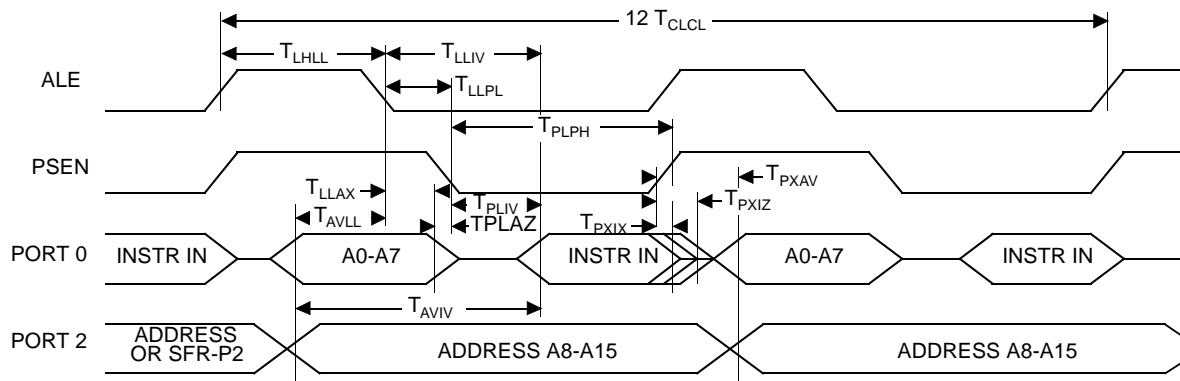 12 TCLCL
TLHLL TLLIV
ALE
TLLPL
TPLPH
PSEN
TLLAX TPXAV
TPLIV TPXIZ
TAVLL TPLAZ TPXIX
PORT 0 INSTR IN A0-A7 INSTR IN A0-A7 INSTR IN
TAVIV
PORT 2 ADDRESS
OR SFR-P2 ADDRESS A8-A15 ADDRESS A8-A15